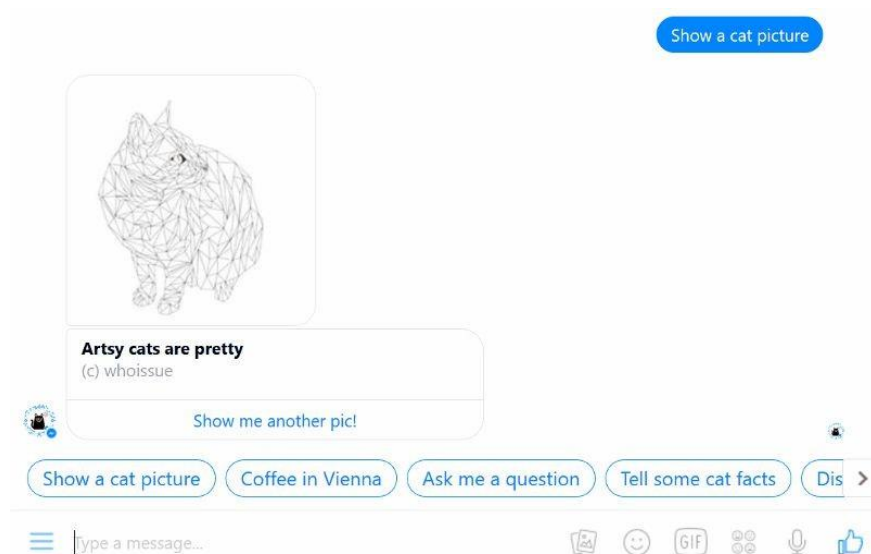 Show a cat picture
Artsy cats are pretty
(c) whoissue
Show me another pic!
Show a cat picture
Coffee in Vienna
Ask me a question
Tell some cat facts
Dis
Type a message...
GIF